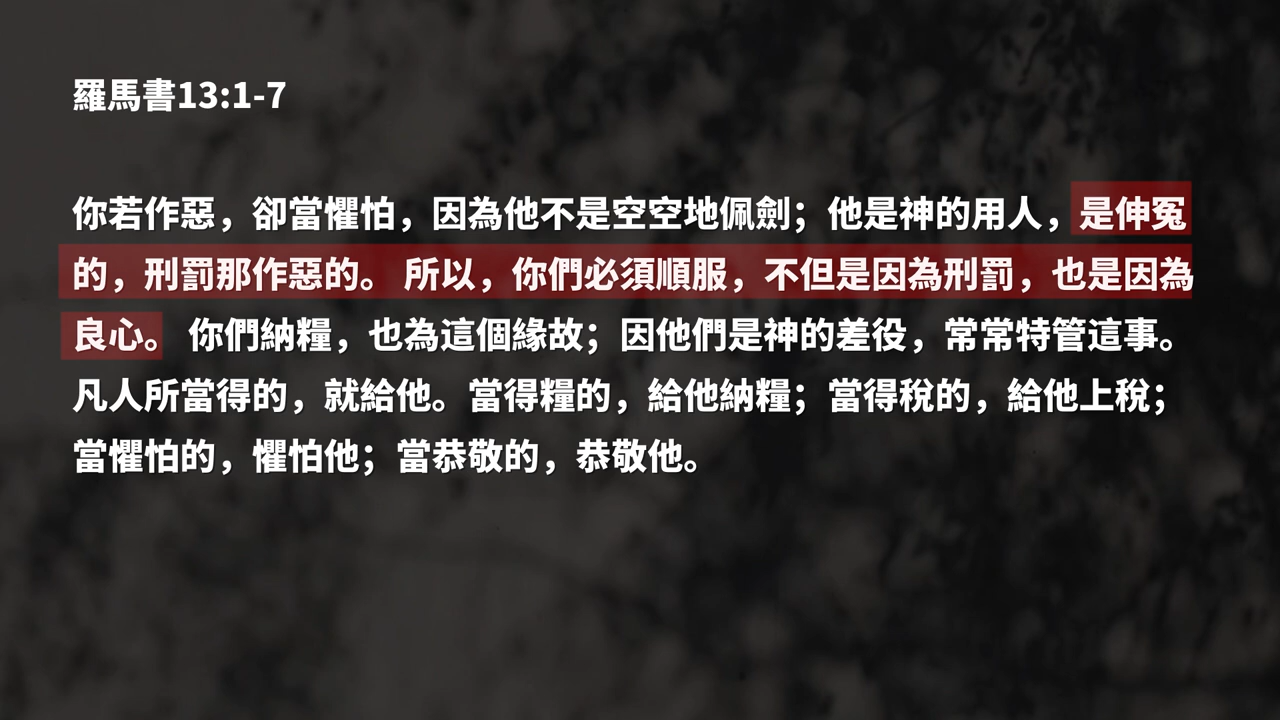 羅馬書13:1-7
你若作惡，卻當懼怕，因為他不是空空地佩劍；他是神的用人，是伸冤
的，刑罰那作惡的。 所以，你們必須順服，不但是因為刑罰，也是因為
良心。 你們納糧，也為這個緣故；因他們是神的差役，常常特管這事。
凡人所當得的，就給他。當得糧的，給他納糧；當得稅的，給他上稅；
當懼怕的，懼怕他；當恭敬的，恭敬他。